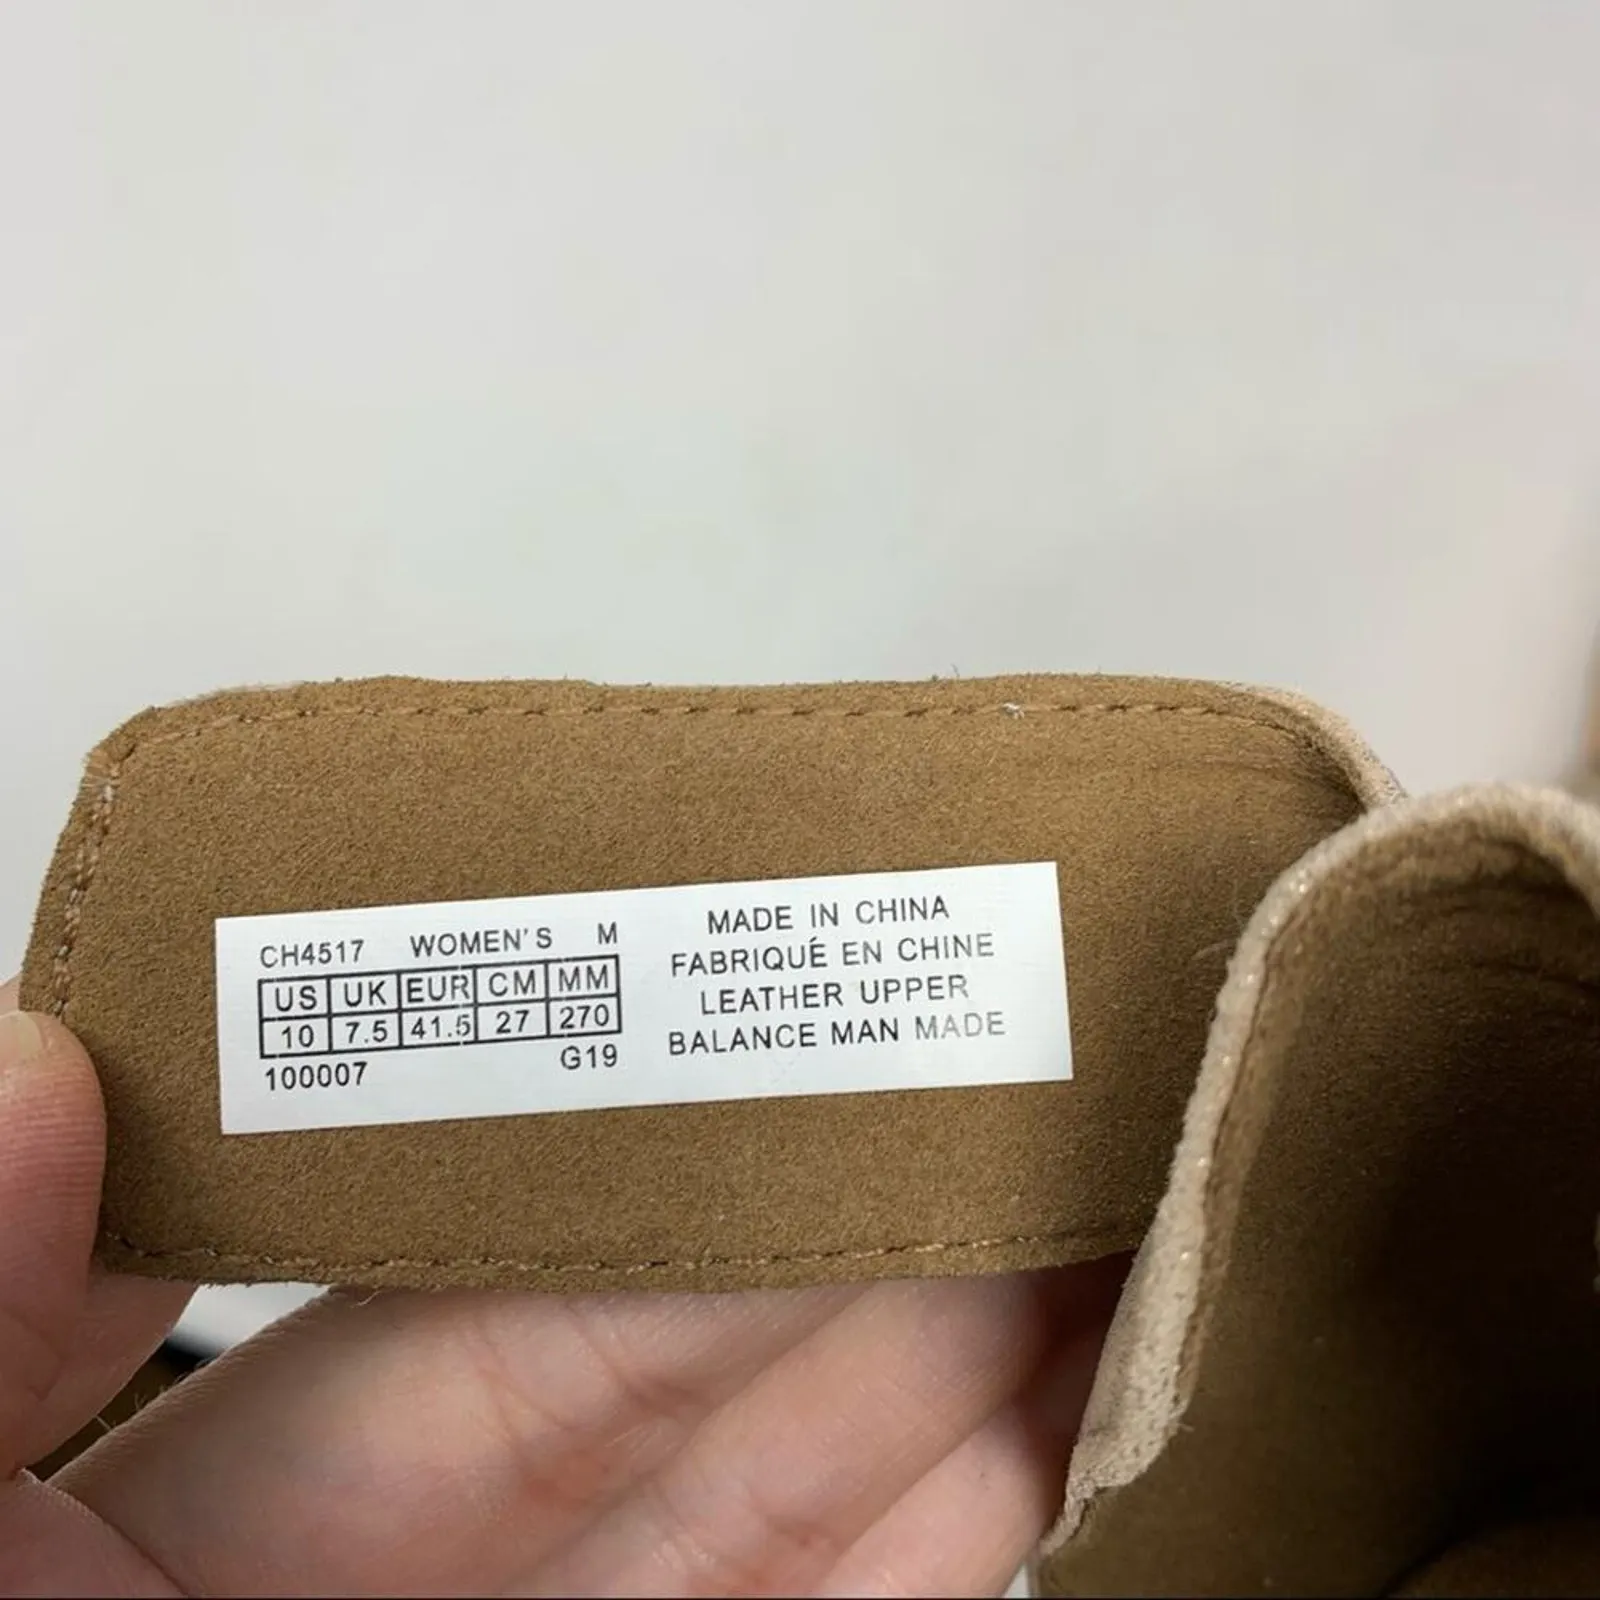 CH4517 WOMEN'S M
US UK EUR CM MM
10 7.5 41.5 27 270
100007 G19
MADE IN CHINA
FABRIQUÉ EN CHINE
LEATHER UPPER
BALANCE MAN MADE